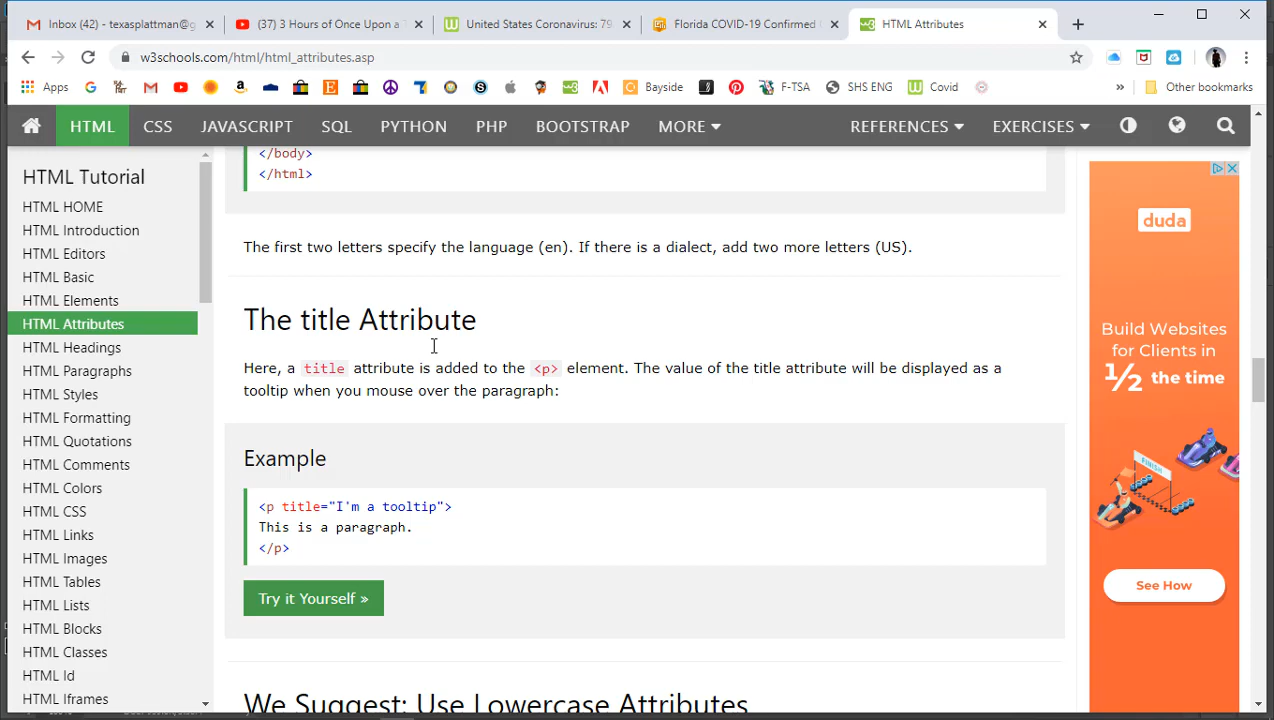 Inbox (42) - texasplattman@g
(37) 3 Hours of Once Upon a
United States Coronavirus: 79
Florida COVID-19 Confirmed
HTML Attributes
w3schools.com/html/html_attributes.asp
Apps
Bayside
F-TSA
SHS ENG
Covid
»
Other bookmarks
HTML
CSS
JAVASCRIPT
SQL
PYTHON
PHP
BOOTSTRAP
MORE
REFERENCES
EXERCISES
HTML Tutorial
HTML HOME
HTML Introduction
HTML Editors
HTML Basic
HTML Elements
HTML Attributes
HTML Headings
HTML Paragraphs
HTML Styles
HTML Formatting
HTML Quotations
HTML Comments
HTML Colors
HTML CSS
HTML Links
HTML Images
HTML Tables
HTML Lists
HTML Blocks
HTML Classes
HTML Id
HTML Iframes
</body>
</html>
The first two letters specify the language (en). If there is a dialect, add two more letters (US).
The title Attribute
Here, a title attribute is added to the <p> element. The value of the title attribute will be displayed as a
tooltip when you mouse over the paragraph:
Example
<p title="I'm a tooltip">
This is a paragraph.
</p>
Try it Yourself »
We Suggest: Use Lowercase Attributes
duda
Build Websites
for Clients in
½ the time
FINISH
See How